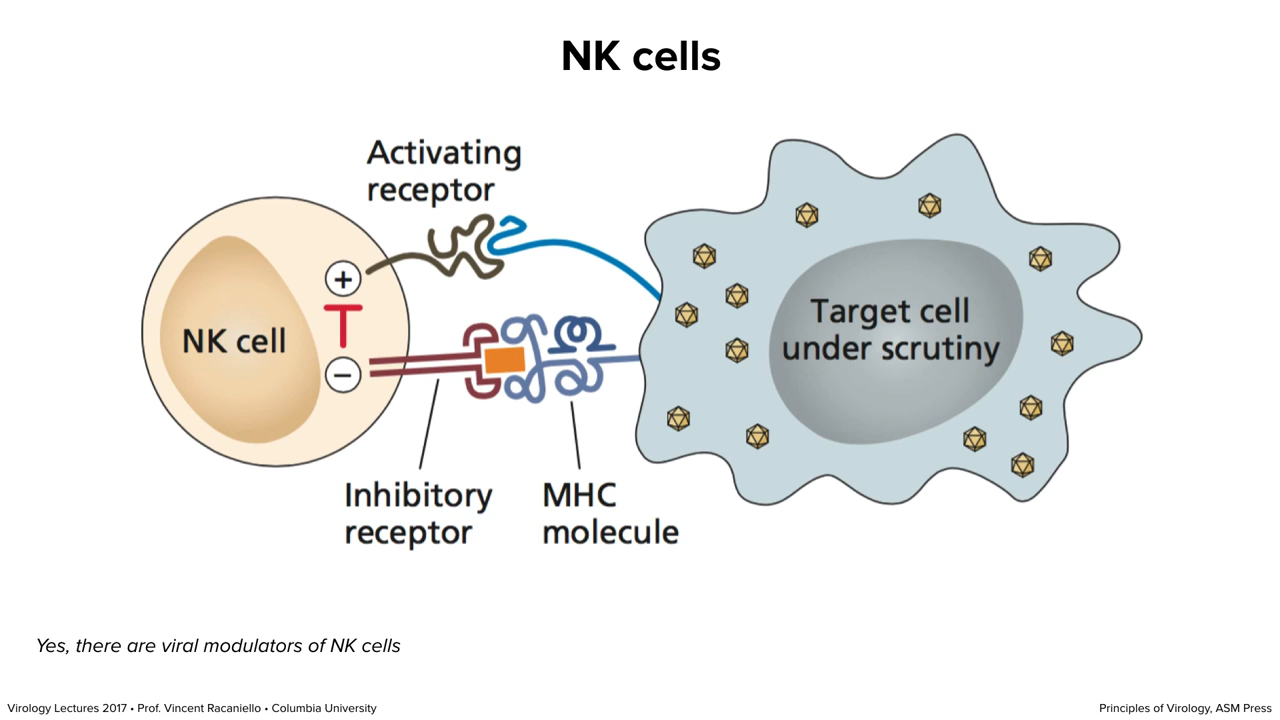 NK cells
Activating
receptor
+
NK cell
−
Target cell
under scrutiny
Inhibitory
receptor
MHC
molecule
Yes, there are viral modulators of NK cells
Virology Lectures 2017 • Prof. Vincent Racaniello • Columbia University
Principles of Virology, ASM Press